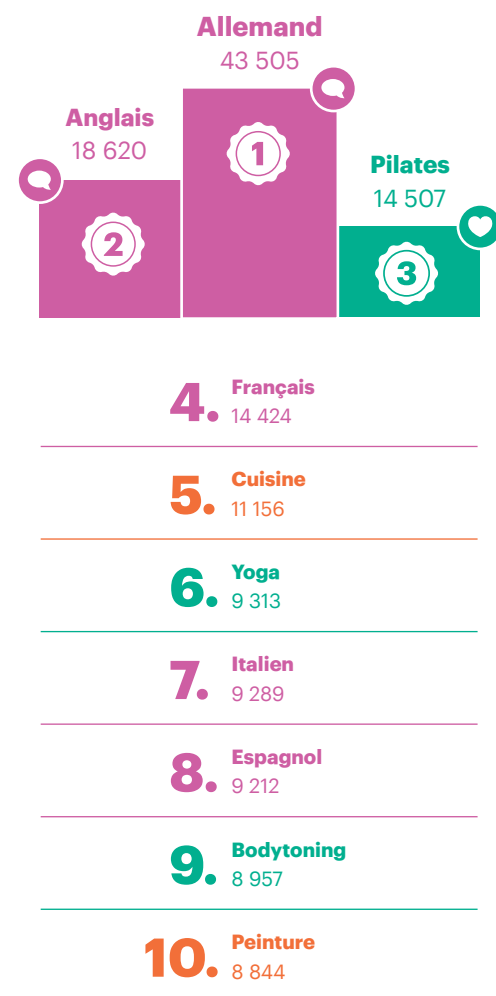 Allemand
43 505
Anglais
18 620
Pilates
14 507
1
2
3
4.
Français
14 424
5.
Cuisine
11 156
6.
Yoga
9 313
7.
Italien
9 289
8.
Espagnol
9 212
9.
Bodytoning
8 957
10.
Peinture
8 844